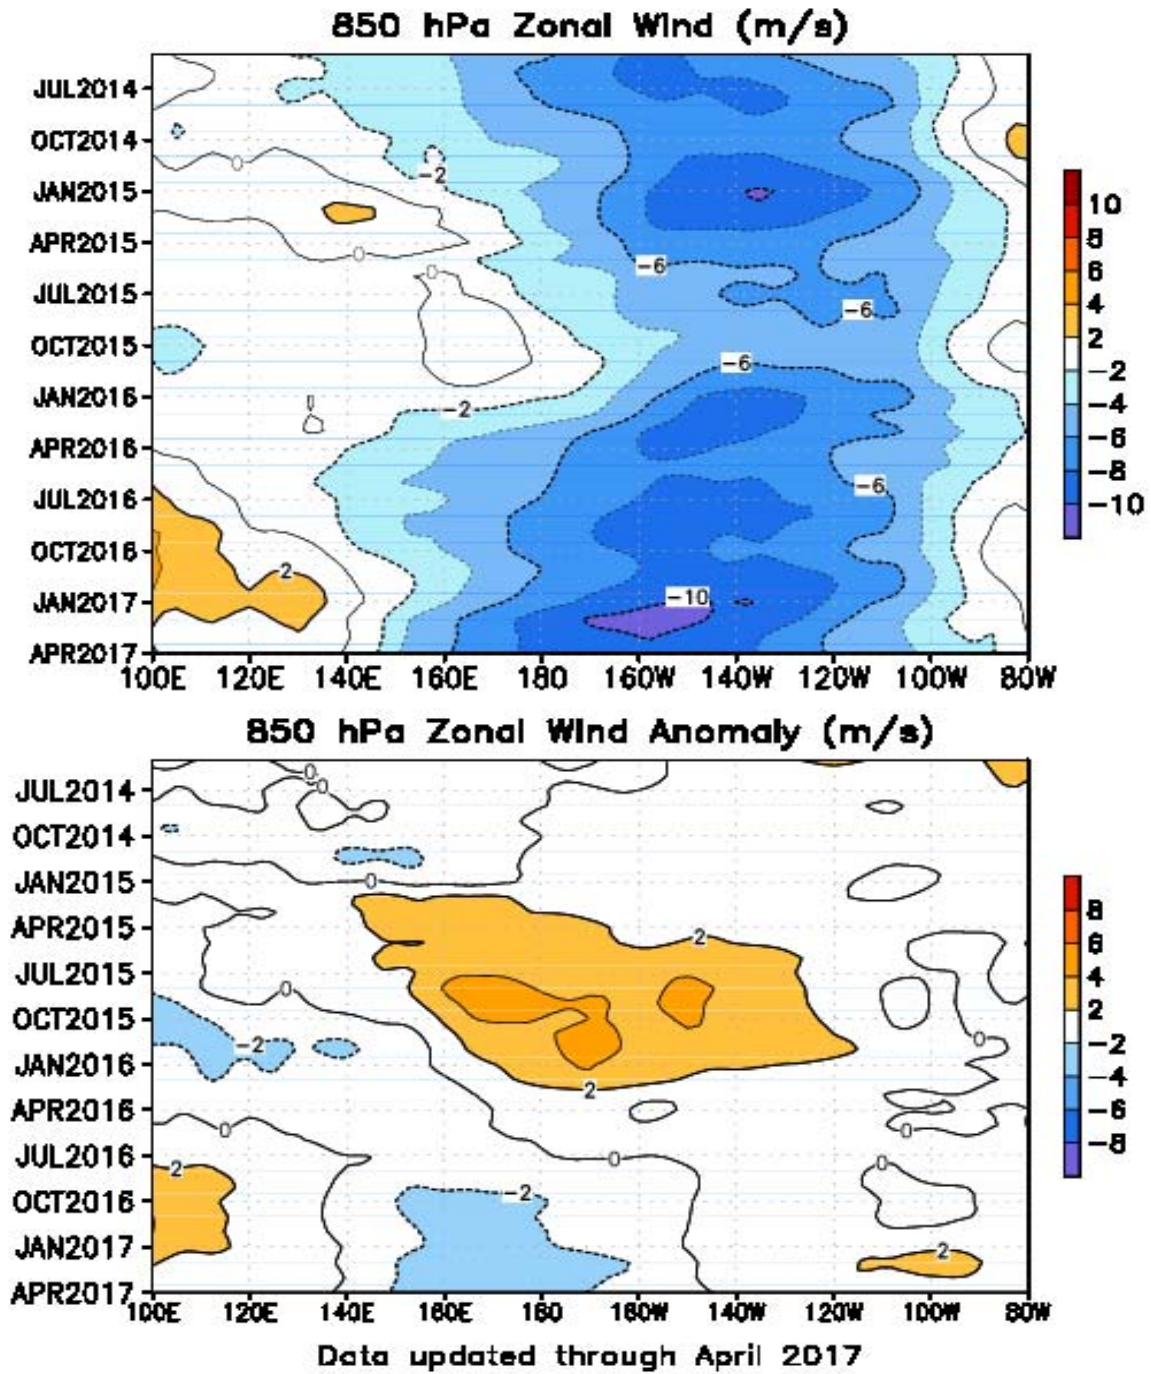 850 hPa Zonal Wind (m/s)
JUL2014
OCT2014
JAN2015
APR2015
JUL2015
OCT2015
JAN2016
APR2016
JUL2016
OCT2016
JAN2017
APR2017
0
-2
0
0
-6
-6
-6
-2
-6
2
-10
100E 120E 140E 160E 180 160W 140W 120W 100W 80W
10
8
6
4
2
-2
-4
-6
-8
-10
850 hPa Zonal Wind Anomaly (m/s)
JUL2014
OCT2014
JAN2015
APR2015
JUL2015
OCT2015
JAN2016
APR2016
JUL2016
OCT2016
JAN2017
APR2017
0
0
0
2
0
0
-2
2
0
0
0
0
2
-2
2
100E 120E 140E 160E 180 160W 140W 120W 100W 80W
8
6
4
2
-2
-4
-6
-8
Data updated through April 2017